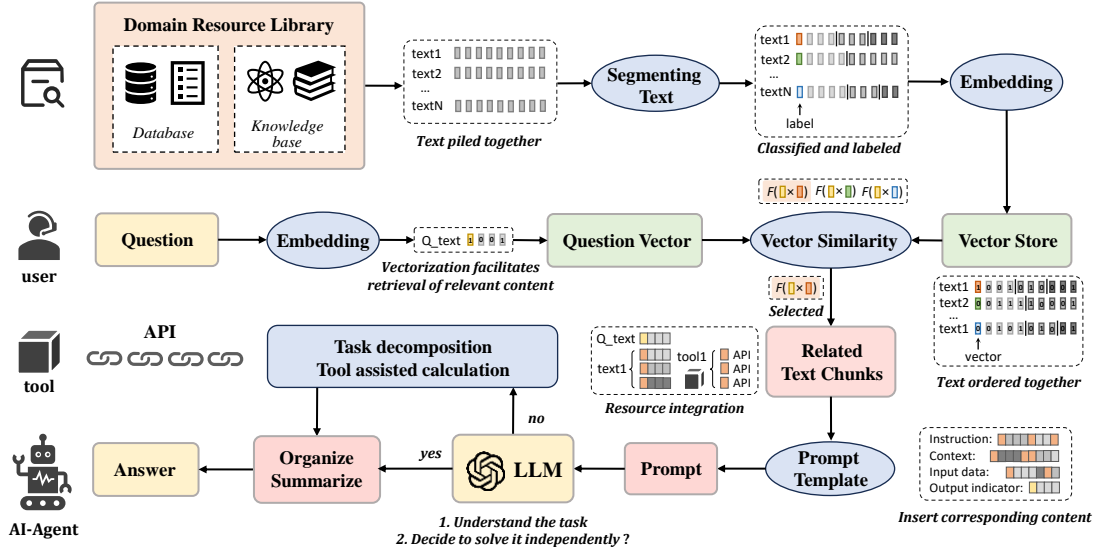 Domain Resource Library
Database
Knowledge
base
text1
text2
...
textN
Text piled together
Segmenting
Text
text1
text2
...
textN
label
Classified and labeled
Embedding
F( × ) F( × ) F( × )
user
Question
Embedding
Q_text 1 0 0 1
Vectorization facilitates
retrieval of relevant content
Question Vector
Vector Similarity
Vector Store
F( × )
Selected
text1 1 0 0 1 0 1 0 0 0 1
text2 0 0 1 1 1 0 1 0 0 0
...
text1 0 0 0 1 0 0 1 0 0 1
vector
Text ordered together
tool
API
Task decomposition
Tool assisted calculation
Q_text
text1
tool1
API
API
API
Resource integration
Related
Text Chunks
no
yes
AI-Agent
Answer
Organize
Summarize
LLM
Prompt
Prompt
Template
Instruction:
Context:
Input data:
Output indicator:
Insert corresponding content
1. Understand the task
2. Decide to solve it independently ?